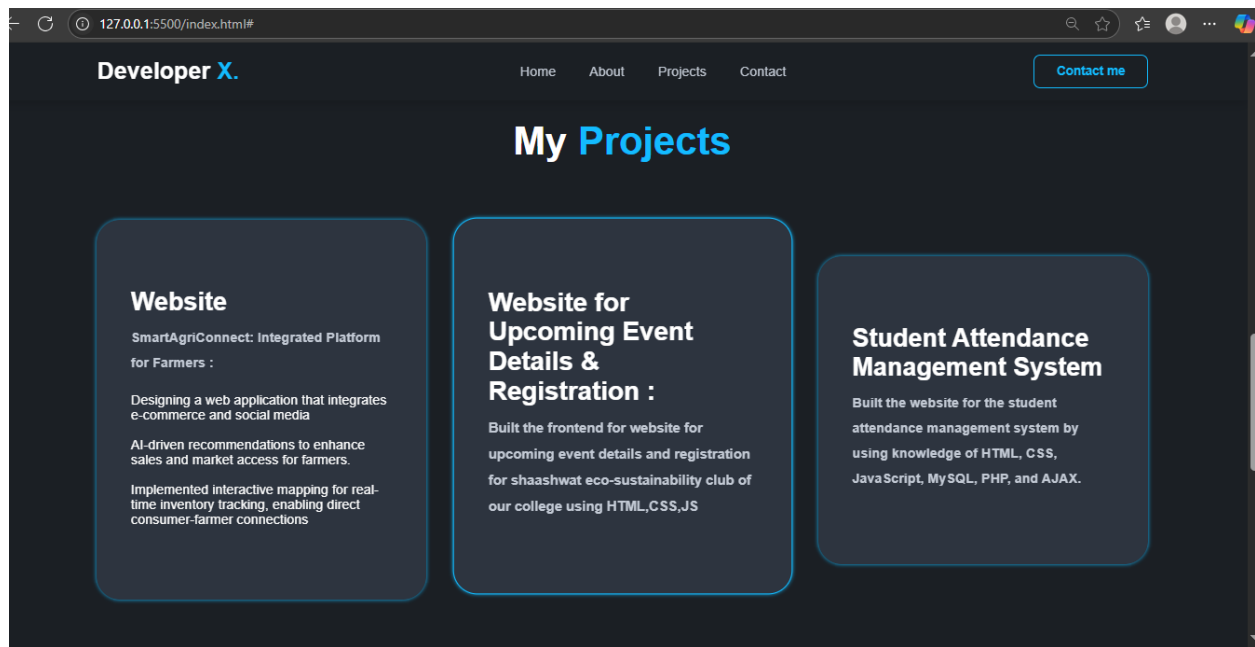 127.0.0.1:5500/index.html#
Developer X.
Home About Projects Contact
Contact me
My Projects
Website
SmartAgriConnect: Integrated Platform
for Farmers :
Designing a web application that integrates
e-commerce and social media
AI-driven recommendations to enhance
sales and market access for farmers.
Implemented interactive mapping for real-
time inventory tracking, enabling direct
consumer-farmer connections
Website for
Upcoming Event
Details &
Registration :
Built the frontend for website for
upcoming event details and registration
for shaashwat eco-sustainability club of
our college using HTML,CSS,JS
Student Attendance
Management System
Built the website for the student
attendance management system by
using knowledge of HTML, CSS,
JavaScript, MySQL, PHP, and AJAX.